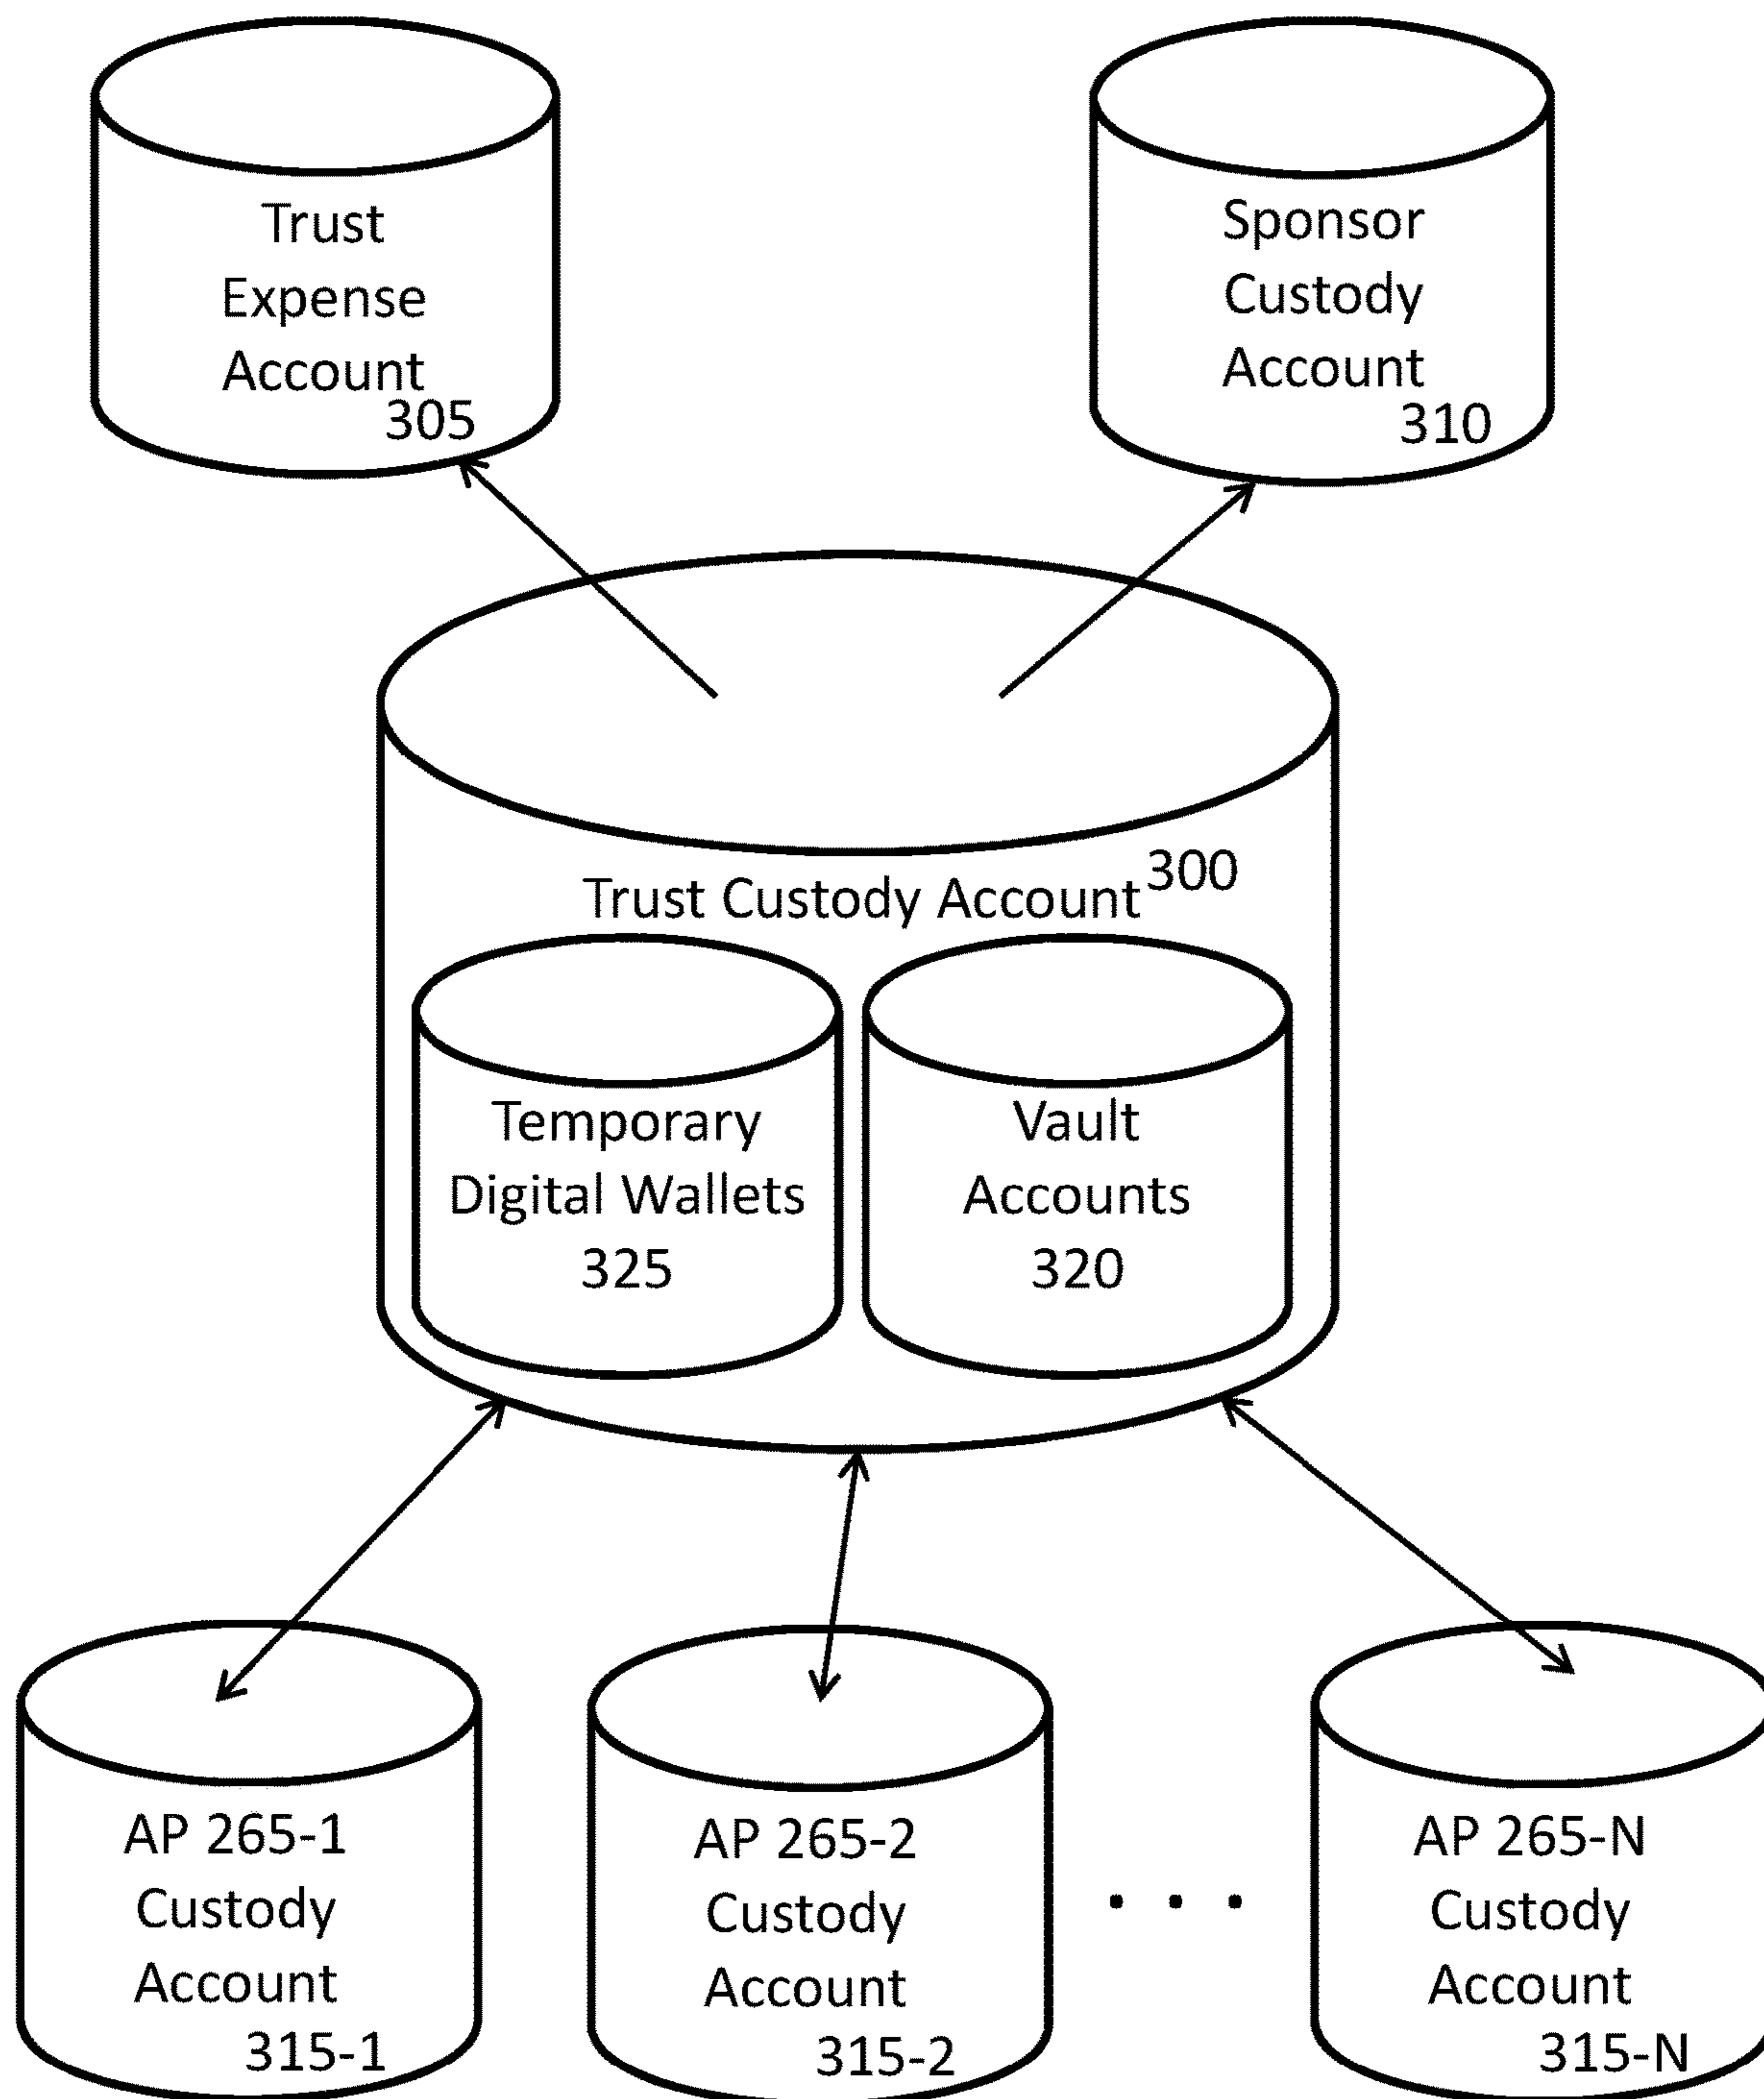 Trust
Expense
Account
305
Sponsor
Custody
Account
310
Trust Custody Account 300
Temporary
Digital Wallets
325
Vault
Accounts
320
AP 265-1
Custody
Account
315-1
AP 265-2
Custody
Account
315-2
. . .
AP 265-N
Custody
Account
315-N